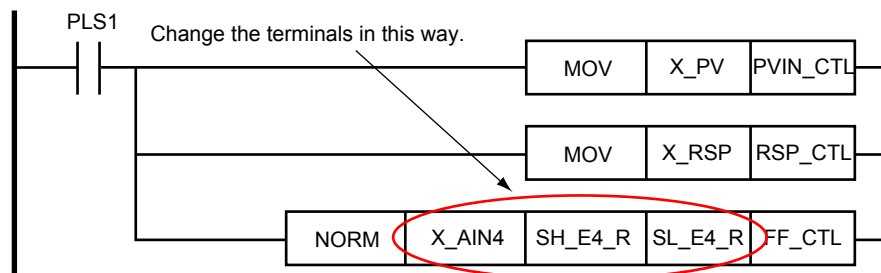 PLS1
Change the terminals in this way.
MOV X_PV PVIN_CTL
MOV X_RSP RSP_CTL
NORM X_AIN4 SH_E4_R SL_E4_R FF_CTL